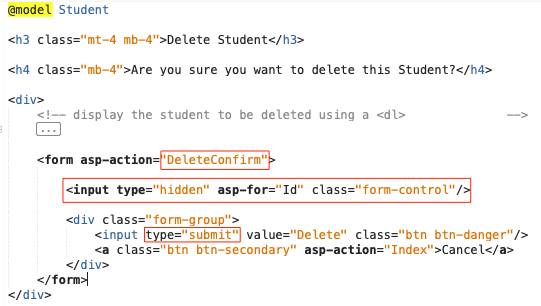 @model Student
<h3 class="mt-4 mb-4">Delete Student</h3>
<h4 class="mb-4">Are you sure you want to delete this Student?</h4>
<div>
<!-- display the student to be deleted using a <dl> -->
...
<form asp-action="DeleteConfirm">
<input type="hidden" asp-for="Id" class="form-control"/>
<div class="form-group">
<input type="submit" value="Delete" class="btn btn-danger"/>
<a class="btn btn-secondary" asp-action="Index">Cancel</a>
</div>
</form>
</div>